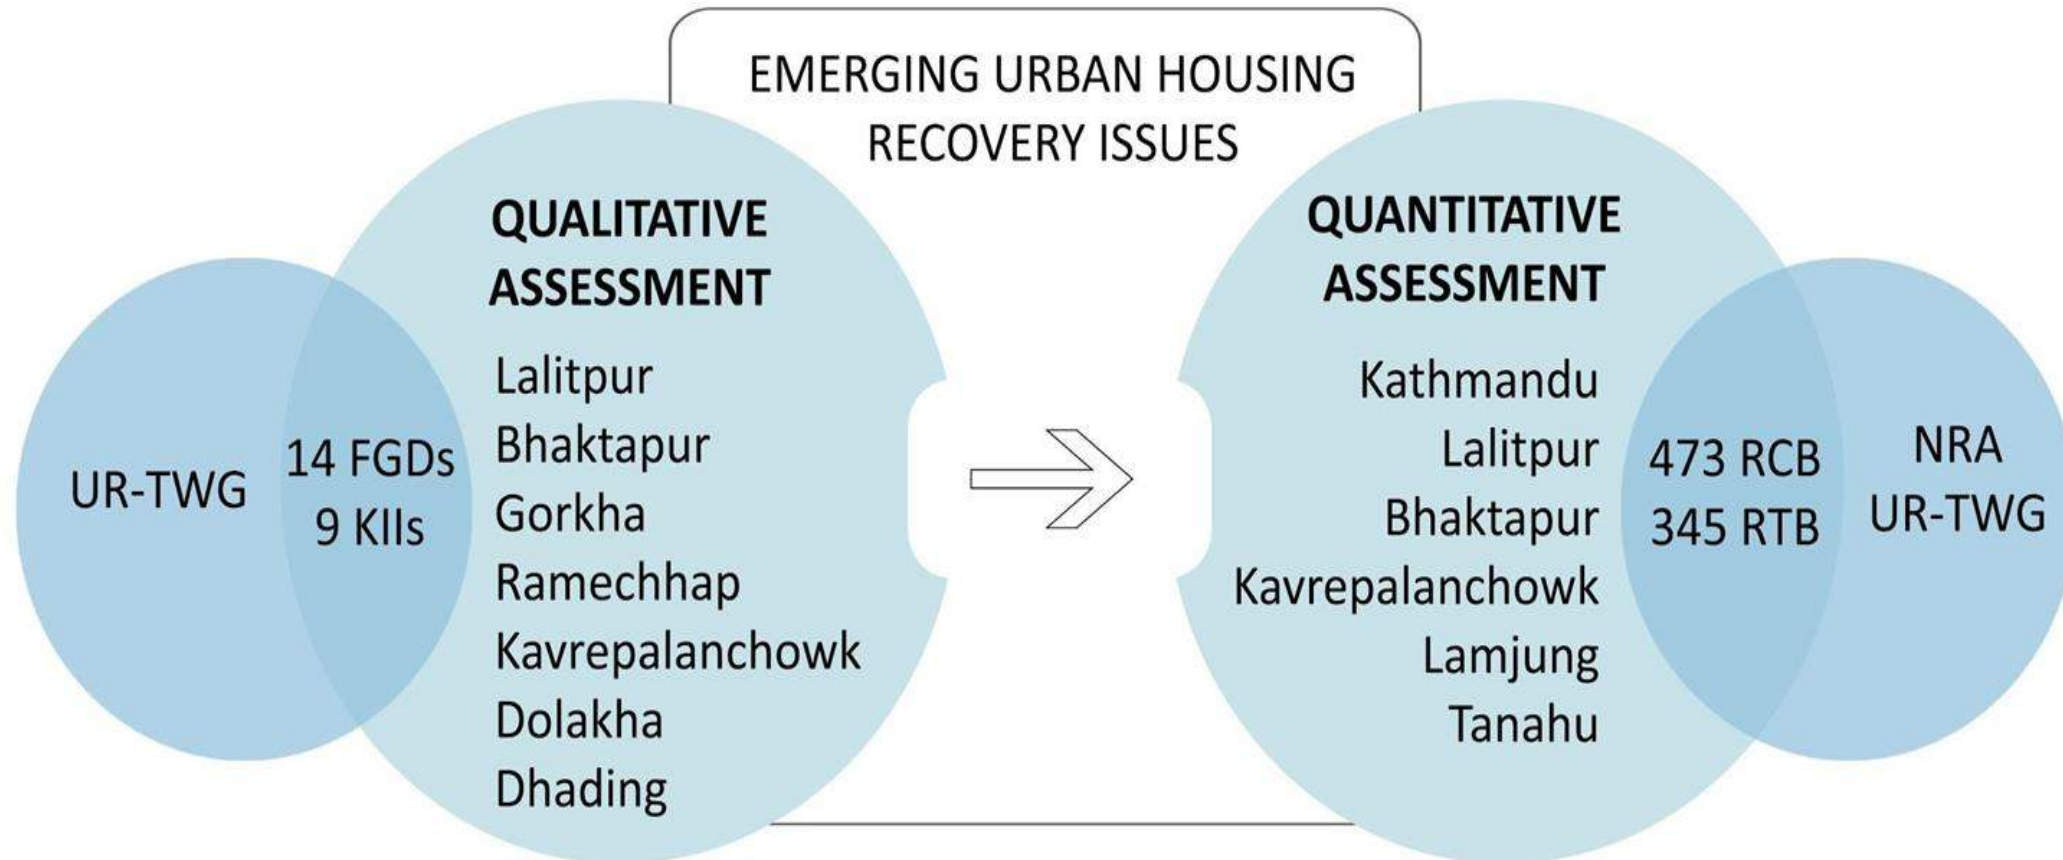 EMERGING URBAN HOUSING
RECOVERY ISSUES
UR-TWG
14 FGDs
9 KIIs
QUALITATIVE
ASSESSMENT
Lalitpur
Bhaktapur
Gorkha
Ramechhap
Kavrepalanchowk
Dolakha
Dhading
QUANTITATIVE
ASSESSMENT
Kathmandu
Lalitpur
Bhaktapur
Kavrepalanchowk
Lamjung
Tanahu
473 RCB
345 RTB
NRA
UR-TWG